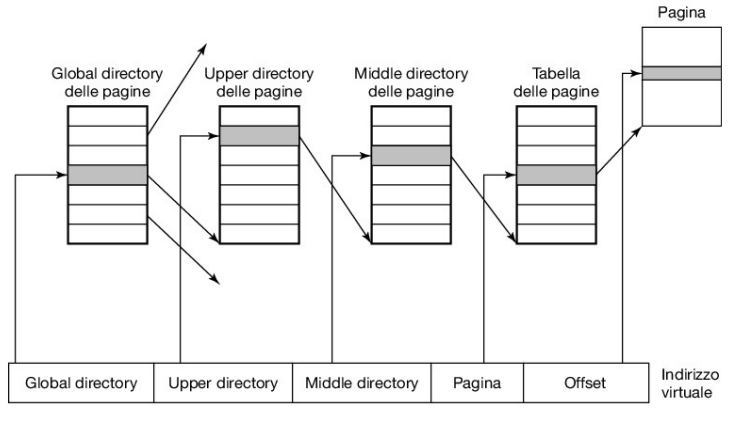 Pagina
Global directory
delle pagine
Upper directory
delle pagine
Middle directory
delle pagine
Tabella
delle pagine
Global directory
Upper directory
Middle directory
Pagina
Offset
Indirizzo
virtuale